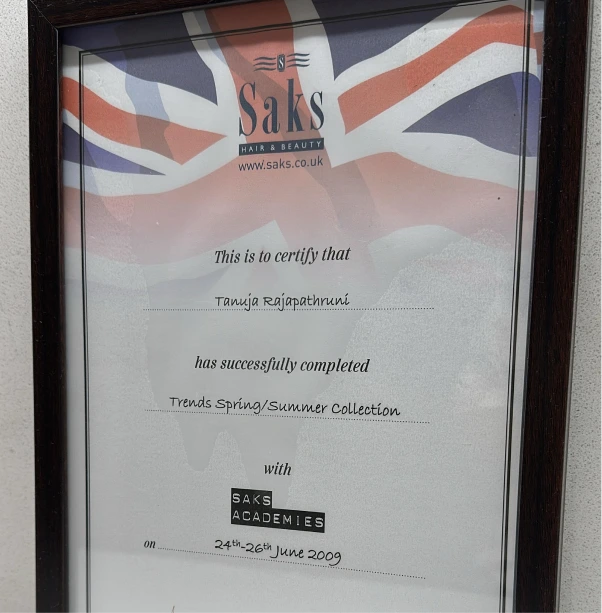 S
Saks
HAIR & BEAUTY
www.saks.co.uk
This is to certify that
Tanuja Rajapathruni
has successfully completed
Trends Spring/Summer Collection
with
SAKS
ACADEMIES
on 24th-26th June 2009